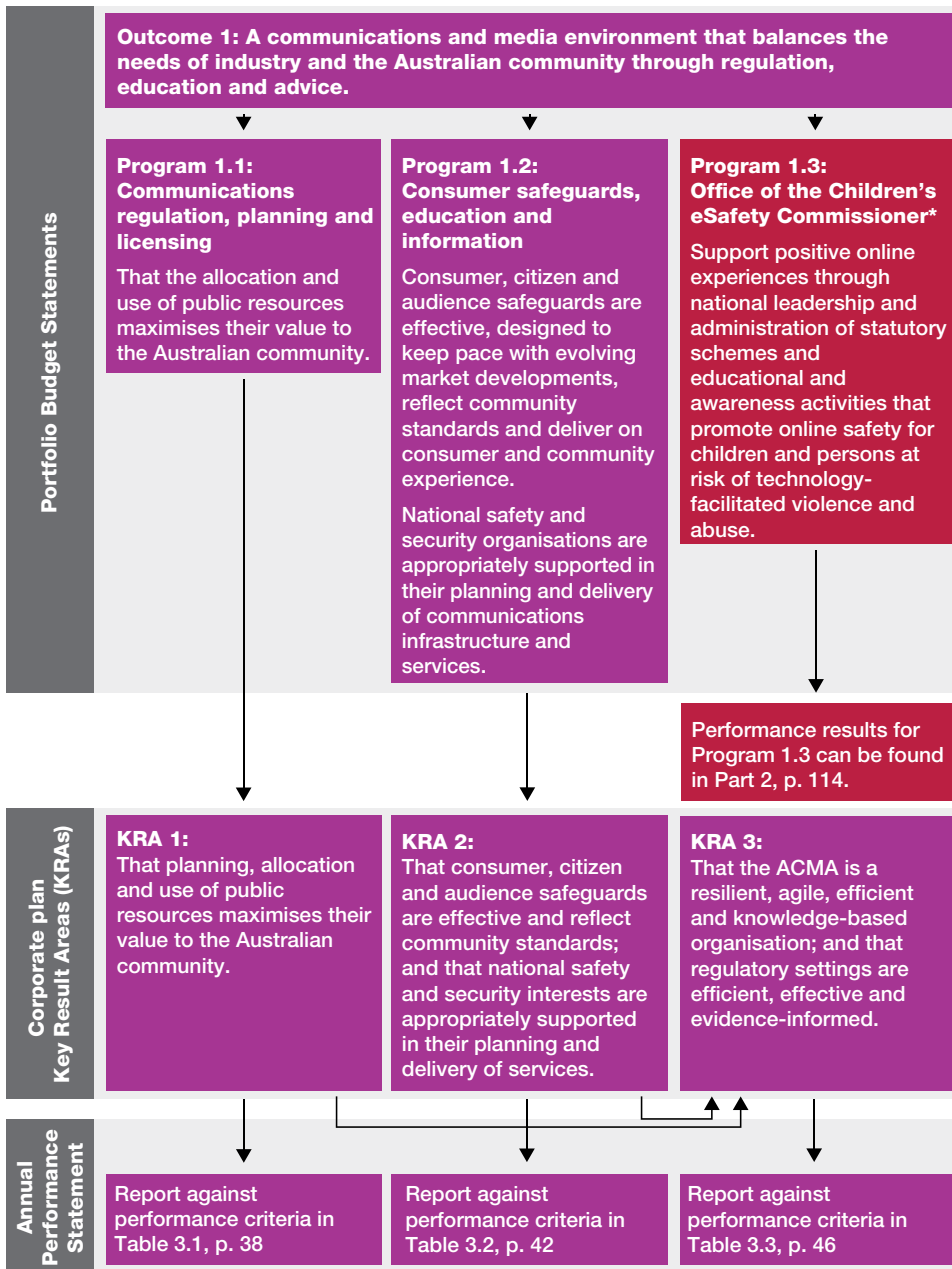 Portfolio Budget Statements
Outcome 1: A communications and media environment that balances the
needs of industry and the Australian community through regulation,
education and advice.
Program 1.1:
Communications
regulation, planning and
licensing
That the allocation and
use of public resources
maximises their value to
the Australian community.
Program 1.2:
Consumer safeguards,
education and
information
Consumer, citizen and
audience safeguards are
effective, designed to
keep pace with evolving
market developments,
reflect community
standards and deliver on
consumer and community
experience.
National safety and
security organisations are
appropriately supported in
their planning and delivery
of communications
infrastructure and
services.
Program 1.3:
Office of the Children's
eSafety Commissioner*
Support positive online
experiences through
national leadership and
administration of statutory
schemes and
educational and
awareness activities that
promote online safety for
children and persons at
risk of technology-
facilitated violence and
abuse.
Performance results for
Program 1.3 can be found
in Part 2, p. 114.
Corporate plan
Key Result Areas (KRAs)
KRA 1:
That planning, allocation
and use of public
resources maximises their
value to the Australian
community.
KRA 2:
That consumer, citizen
and audience safeguards
are effective and reflect
community standards;
and that national safety
and security interests are
appropriately supported
in their planning and
delivery of services.
KRA 3:
That the ACMA is a
resilient, agile, efficient
and knowledge-based
organisation; and that
regulatory settings are
efficient, effective and
evidence-informed.
Annual
Performance
Statement
Report against
performance criteria in
Table 3.1, p. 38
Report against
performance criteria in
Table 3.2, p. 42
Report against
performance criteria in
Table 3.3, p. 46